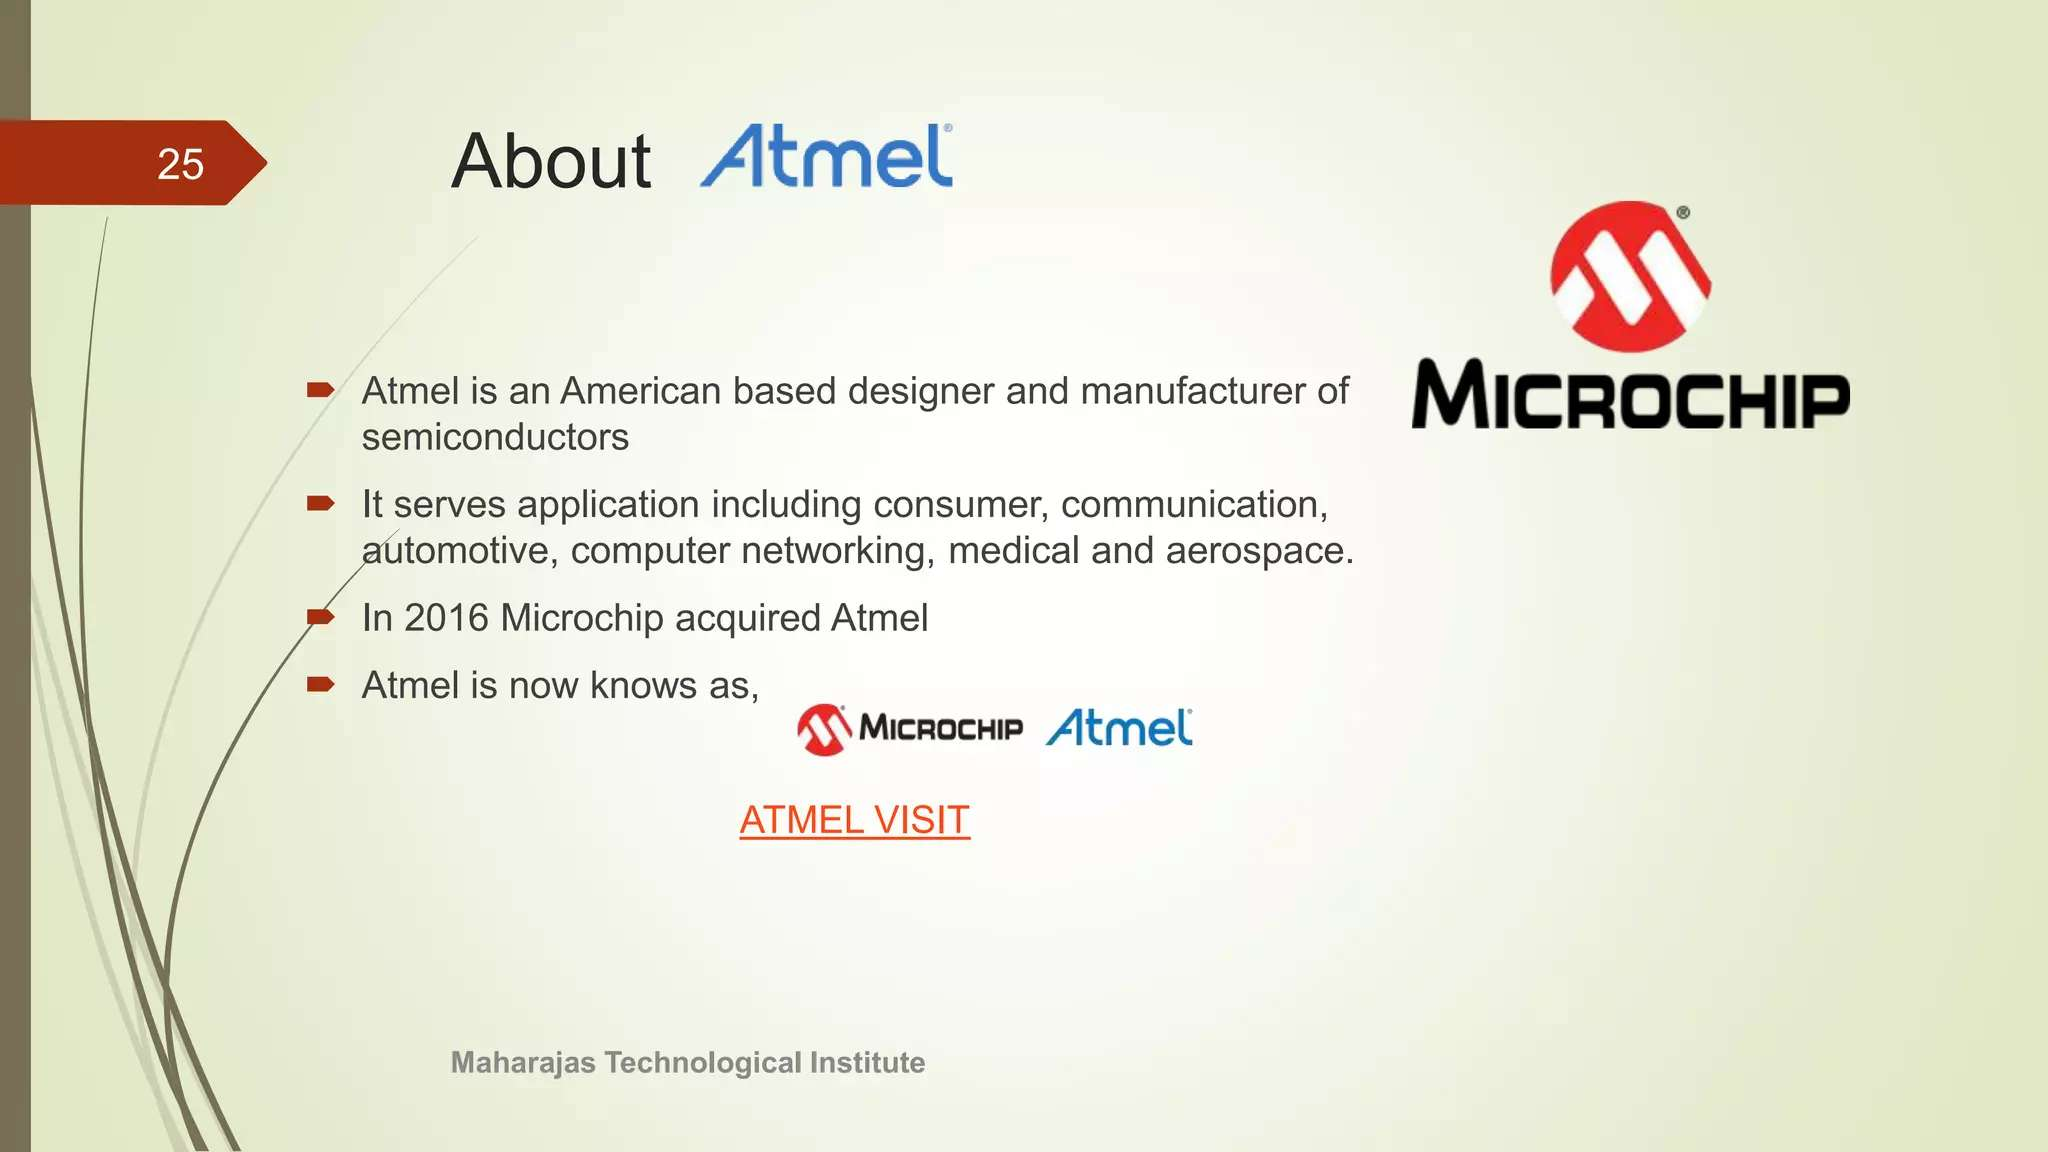 25
About Atmel®
®
MICROCHIP
Atmel is an American based designer and manufacturer of
semiconductors
It serves application including consumer, communication,
automotive, computer networking, medical and aerospace.
In 2016 Microchip acquired Atmel
Atmel is now knows as,
MICROCHIP Atmel
ATMEL VISIT
Maharajas Technological Institute